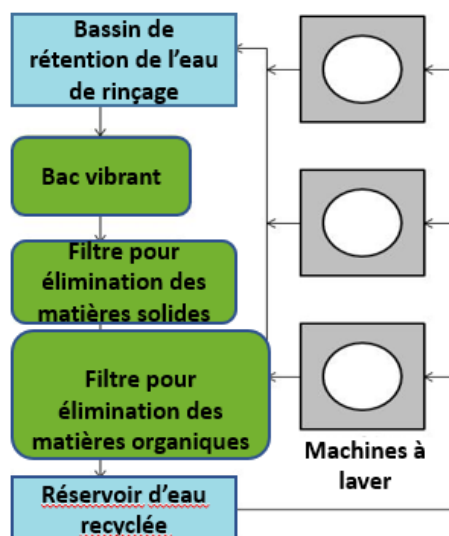 Bassin de
rétention de l'eau
de rinçage
Bac vibrant
Filtre pour
élimination des
matières solides
Filtre pour
élimination des
matières organiques
Réservoir d'eau
recyclée
Machines à
laver